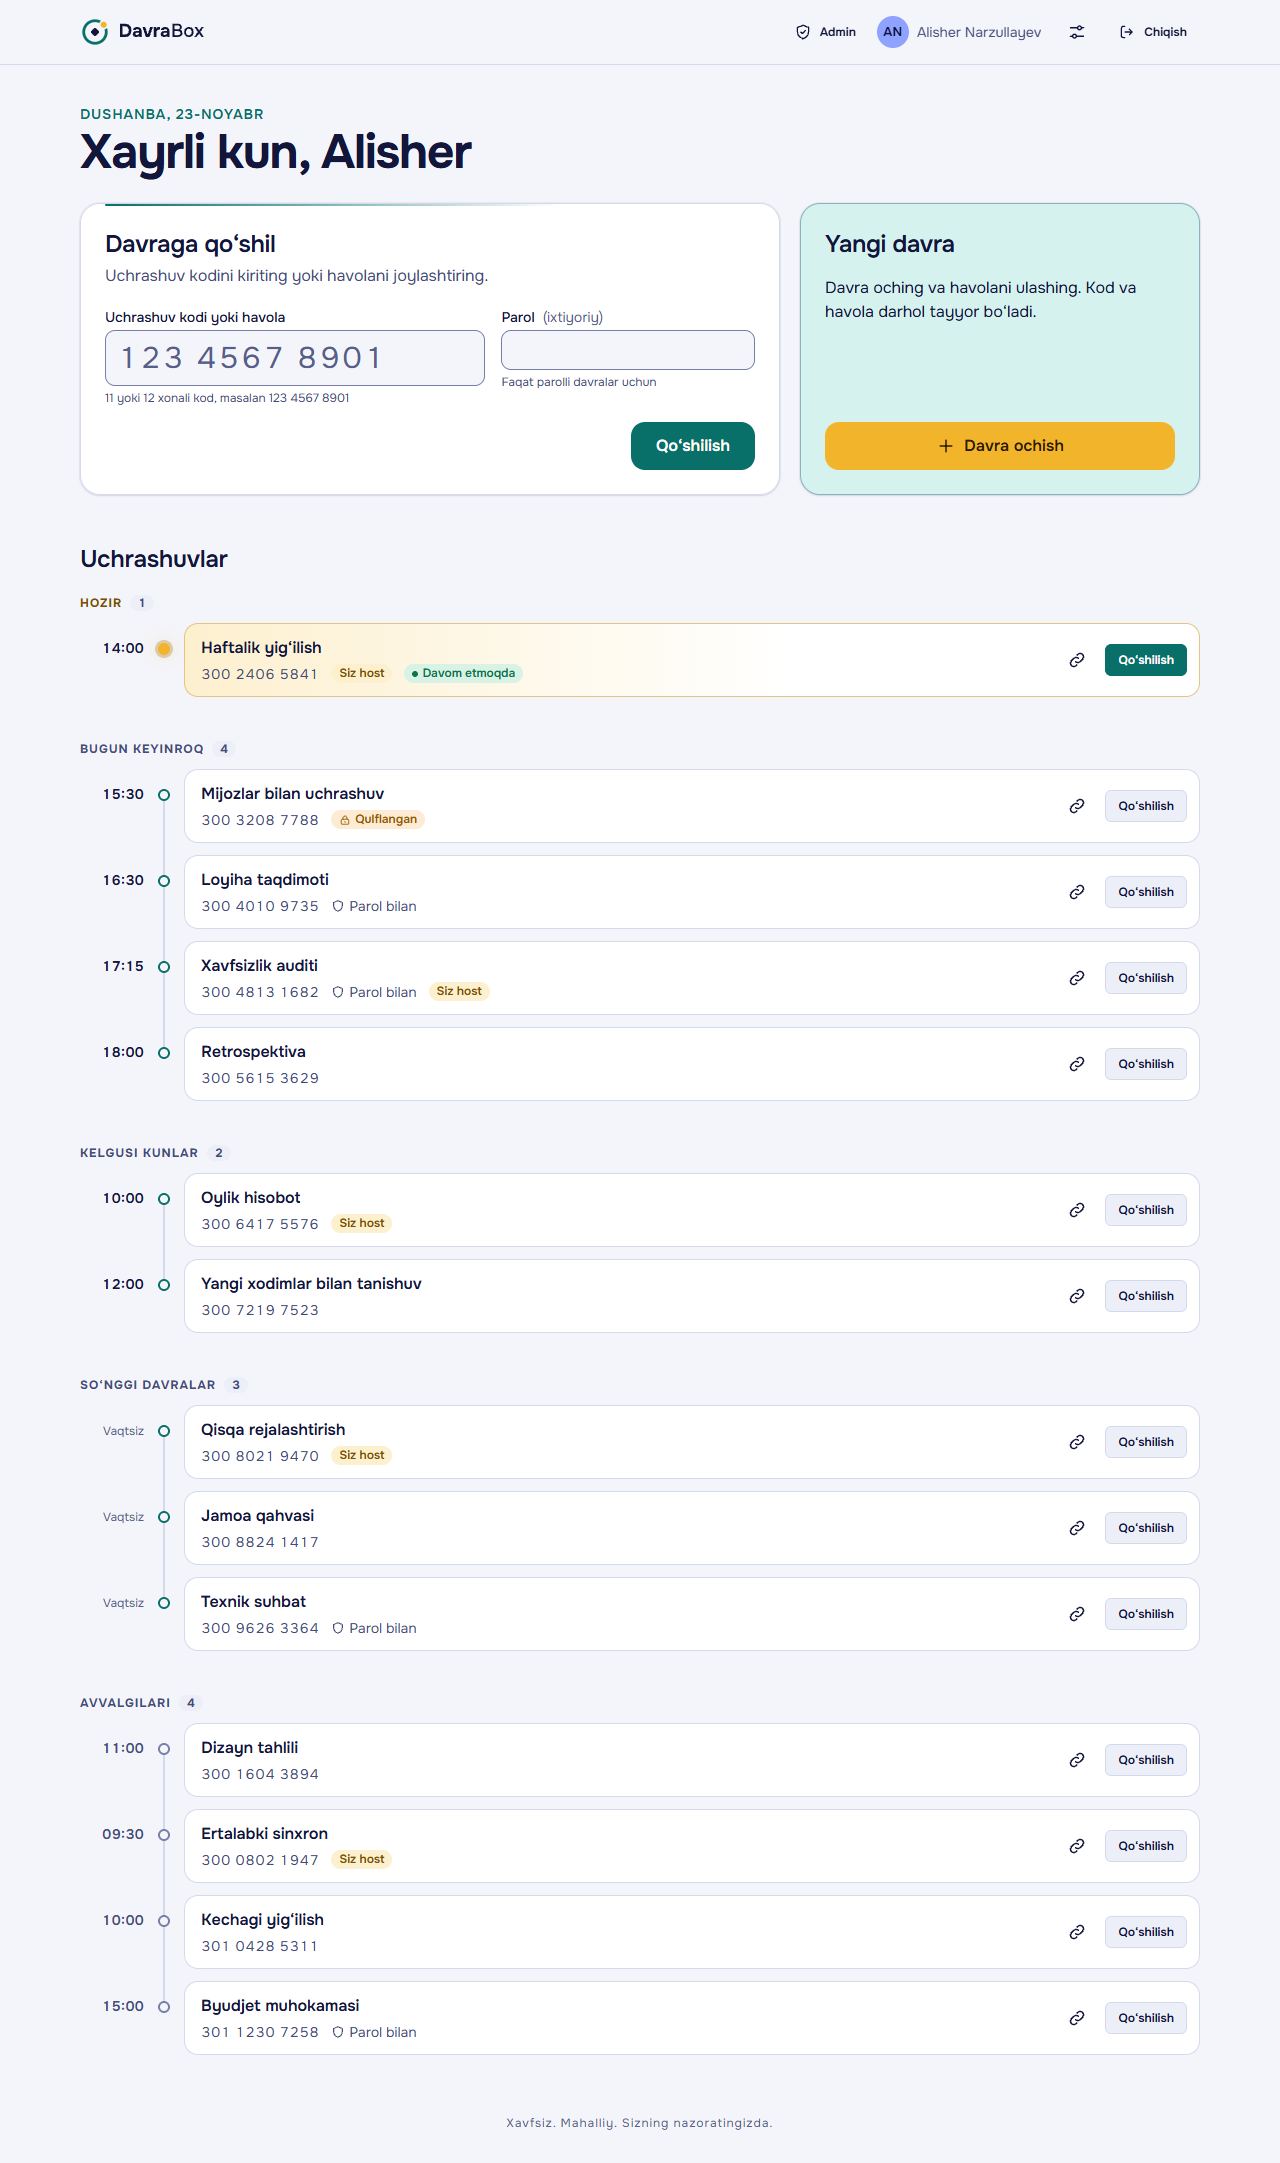 DavraBox
Admin
AN Alisher Narzullayev
Chiqish
DUSHANBA, 23-NOYABR
Xayrli kun, Alisher
Davraga qo‘shil
Uchrashuv kodini kiriting yoki havolani joylashtiring.
Uchrashuv kodi yoki havola
123 4567 8901
11 yoki 12 xonali kod, masalan 123 4567 8901
Parol (ixtiyoriy)
Faqat parolli davralar uchun
Qo‘shilish
Yangi davra
Davra oching va havolani ulashing. Kod va
havola darhol tayyor bo‘ladi.
Davra ochish
Uchrashuvlar
HOZIR 1
14:00
Haftalik yig‘ilish
300 2406 5841 Siz host Davom etmoqda
Qo‘shilish
BUGUN KEYINROQ 4
15:30
Mijozlar bilan uchrashuv
300 3208 7788 Qulflangan
Qo‘shilish
16:30
Loyiha taqdimoti
300 4010 9735 Parol bilan
Qo‘shilish
17:15
Xavfsizlik auditi
300 4813 1682 Parol bilan Siz host
Qo‘shilish
18:00
Retrospektiva
300 5615 3629
Qo‘shilish
KELGUSI KUNLAR 2
10:00
Oylik hisobot
300 6417 5576 Siz host
Qo‘shilish
12:00
Yangi xodimlar bilan tanishuv
300 7219 7523
Qo‘shilish
SO‘NGGI DAVRALAR 3
Vaqtsiz
Qisqa rejalashtirish
300 8021 9470 Siz host
Qo‘shilish
Vaqtsiz
Jamoa qahvasi
300 8824 1417
Qo‘shilish
Vaqtsiz
Texnik suhbat
300 9626 3364 Parol bilan
Qo‘shilish
AVVALGILARI 4
11:00
Dizayn tahlili
300 1604 3894
Qo‘shilish
09:30
Ertalabki sinxron
300 0802 1947 Siz host
Qo‘shilish
10:00
Kechagi yig‘ilish
301 0428 5311
Qo‘shilish
15:00
Byudjet muhokamasi
301 1230 7258 Parol bilan
Qo‘shilish
Xavfsiz. Mahalliy. Sizning nazoratingizda.